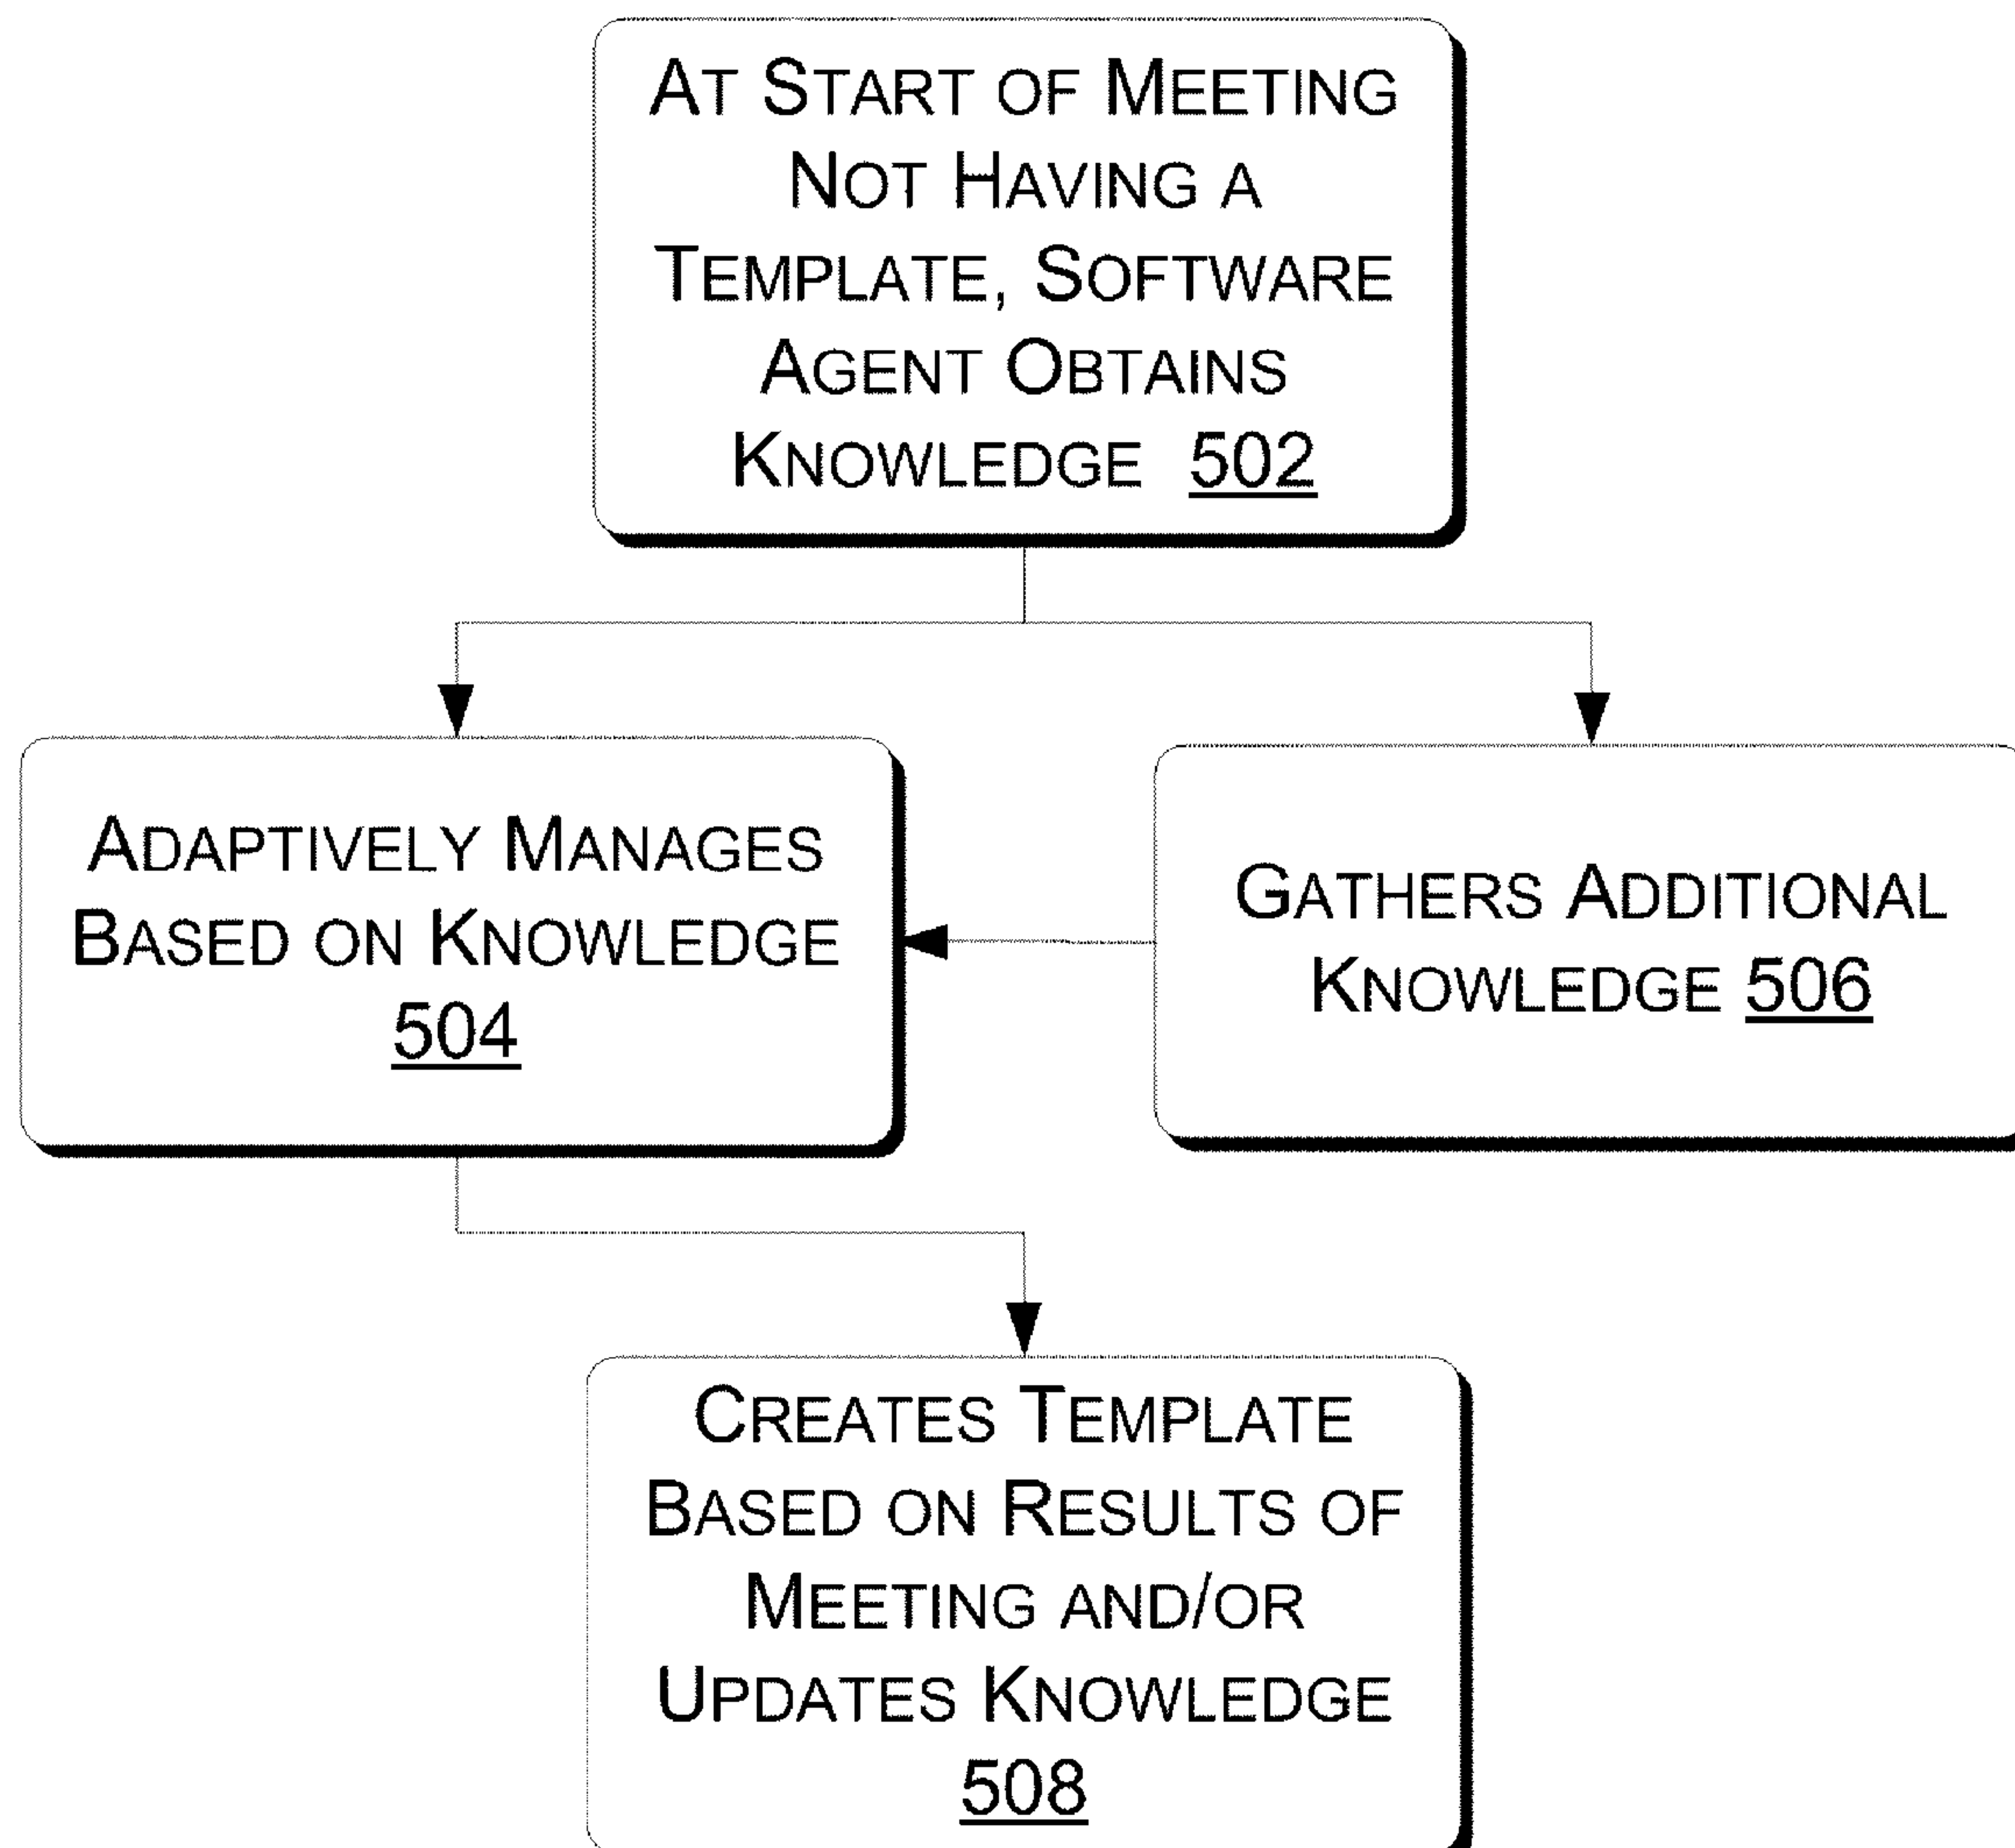 AT START OF MEETING
NOT HAVING A
TEMPLATE, SOFTWARE
AGENT OBTAINS
KNOWLEDGE 502
ADAPTIVELY MANAGES
BASED ON KNOWLEDGE
504
GATHERS ADDITIONAL
KNOWLEDGE 506
CREATES TEMPLATE
BASED ON RESULTS OF
MEETING AND/OR
UPDATES KNOWLEDGE
508